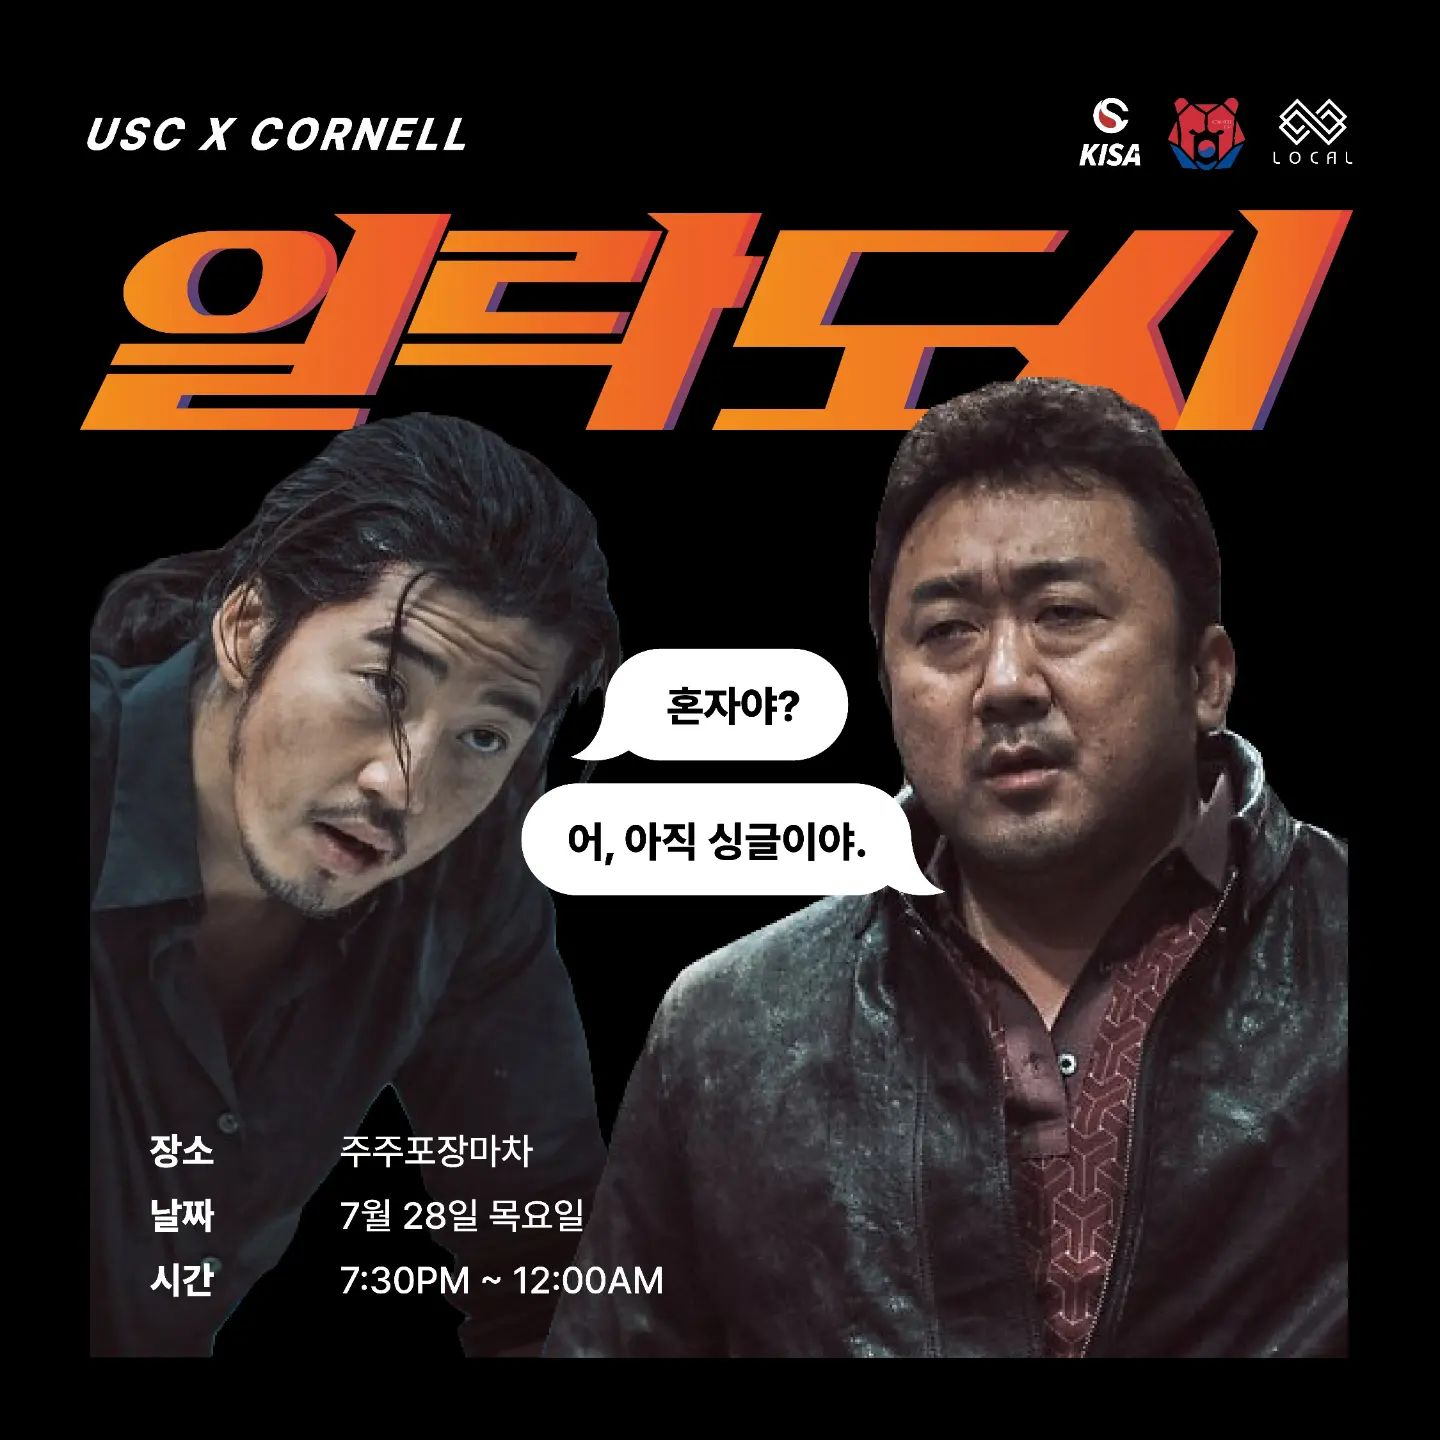 USC X CORNELL
KISA
LOCAL
일락도시
혼자야?
어, 아직 싱글이야.
장소 주주포장마차
날짜 7월 28일 목요일
시간 7:30PM ~ 12:00AM